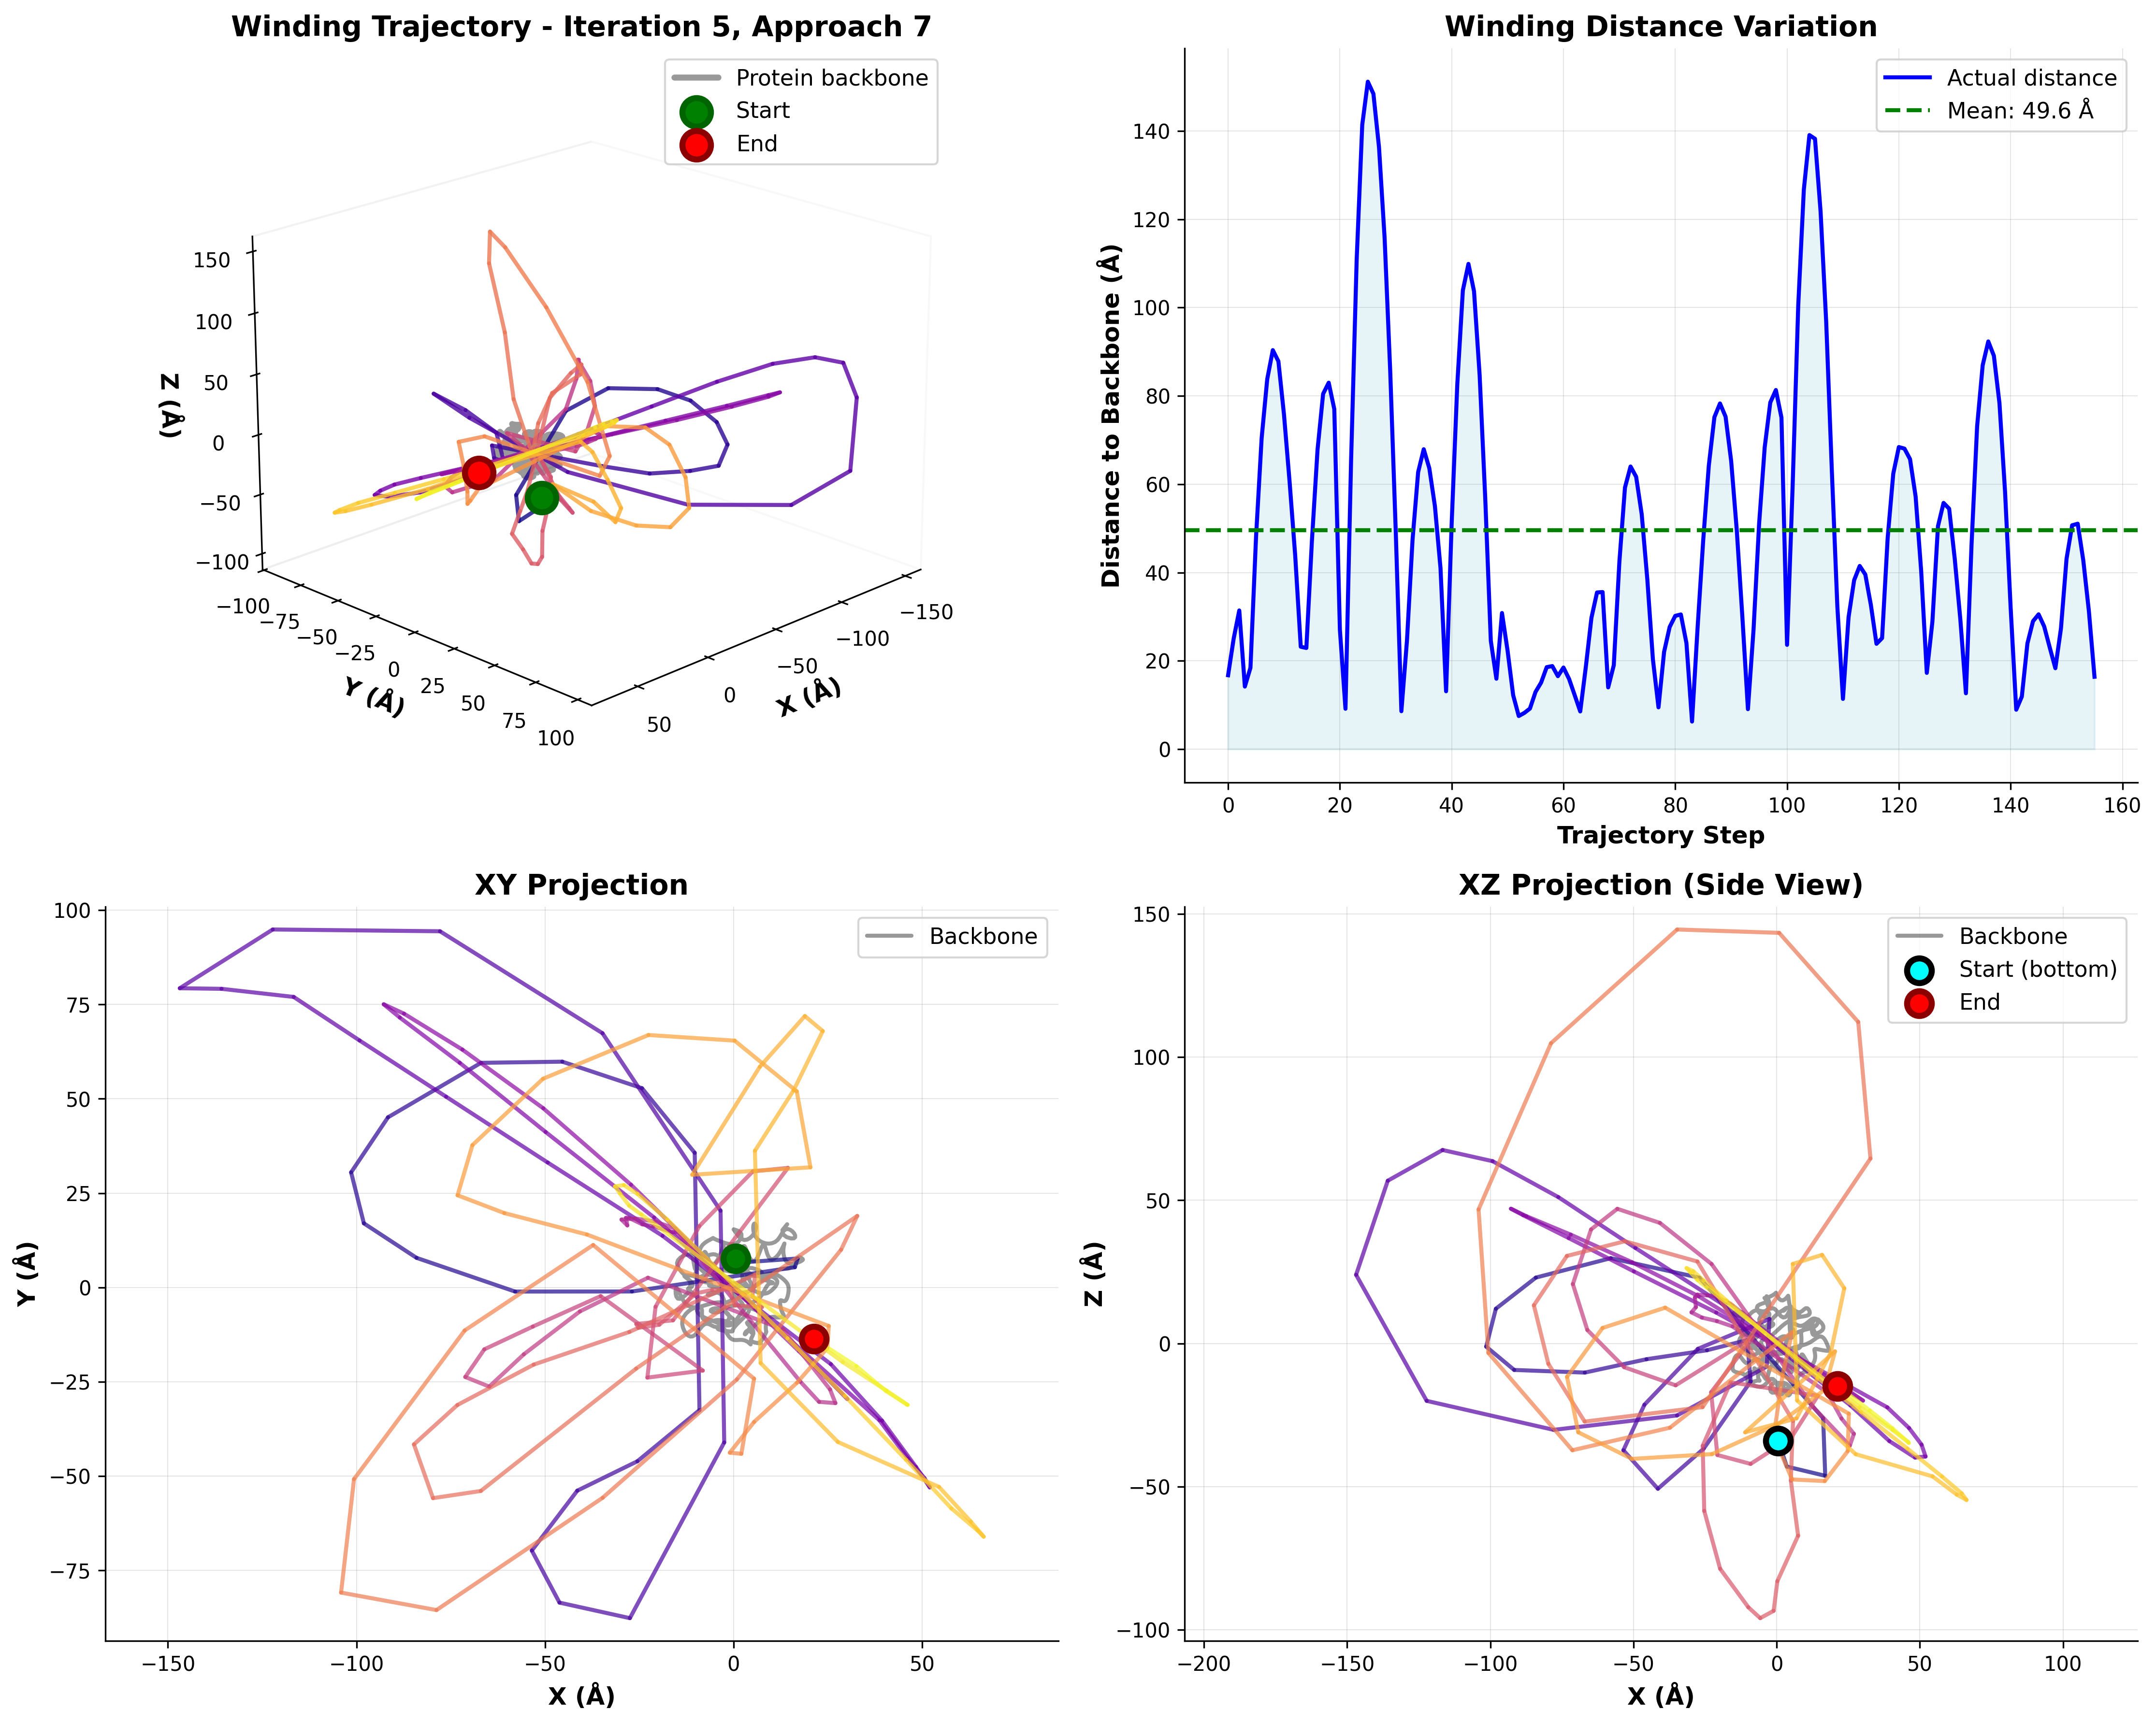 Winding Trajectory - Iteration 5, Approach 7
Protein backbone
Start
End
150
100
50
0
−50
−100
Z (Å)
−100
−75
−50
−25
0
25
50
75
100
Y (Å)
50
0
−50
−100
−150
X (Å)
Winding Distance Variation
Actual distance
Mean: 49.6 Å
140
120
100
80
60
40
20
0
Distance to Backbone (Å)
0 20 40 60 80 100 120 140 160
Trajectory Step
XY Projection
Backbone
100
75
50
25
0
−25
−50
−75
Y (Å)
−150 −100 −50 0 50
X (Å)
XZ Projection (Side View)
Backbone
Start (bottom)
End
150
100
50
0
−50
−100
Z (Å)
−200 −150 −100 −50 0 50 100
X (Å)